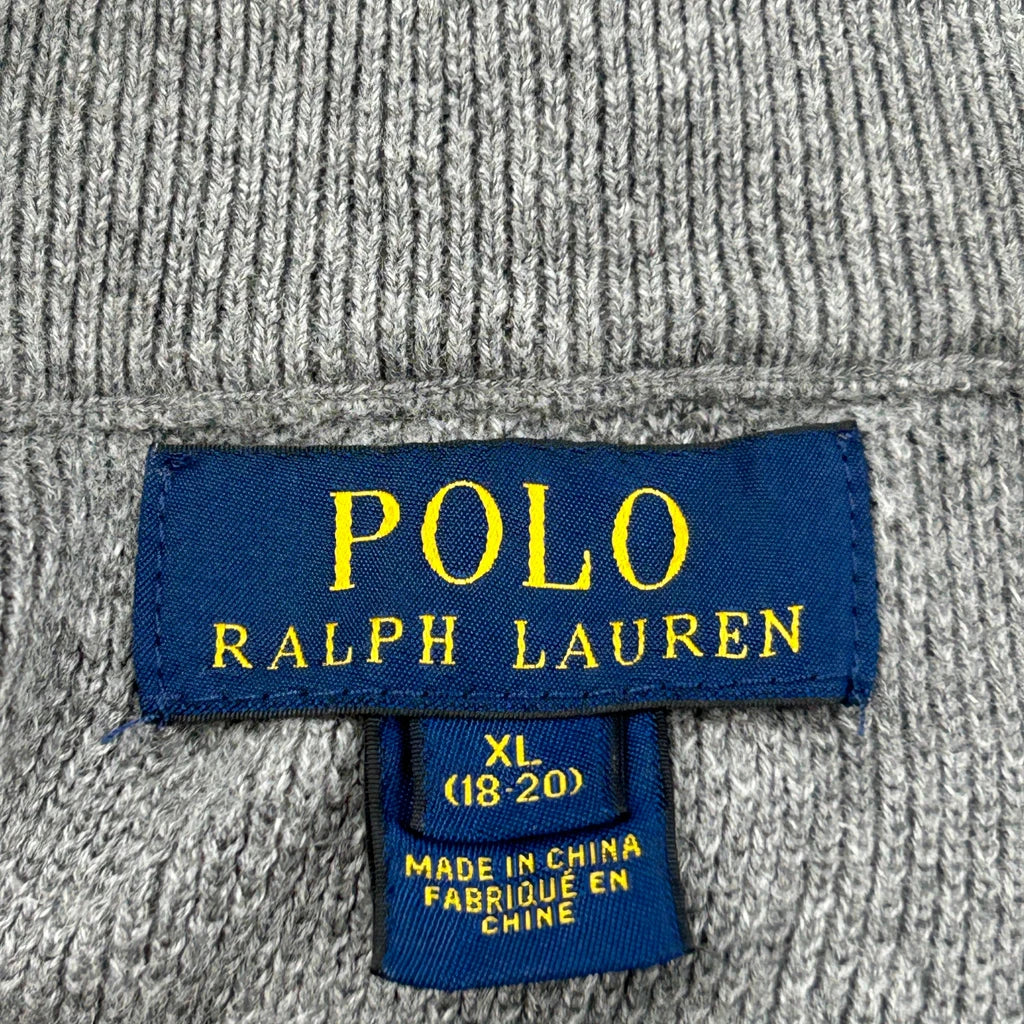 POLO
RALPH LAUREN
XL
(18-20)
MADE IN CHINA
FABRIQUÉ EN
CHINE